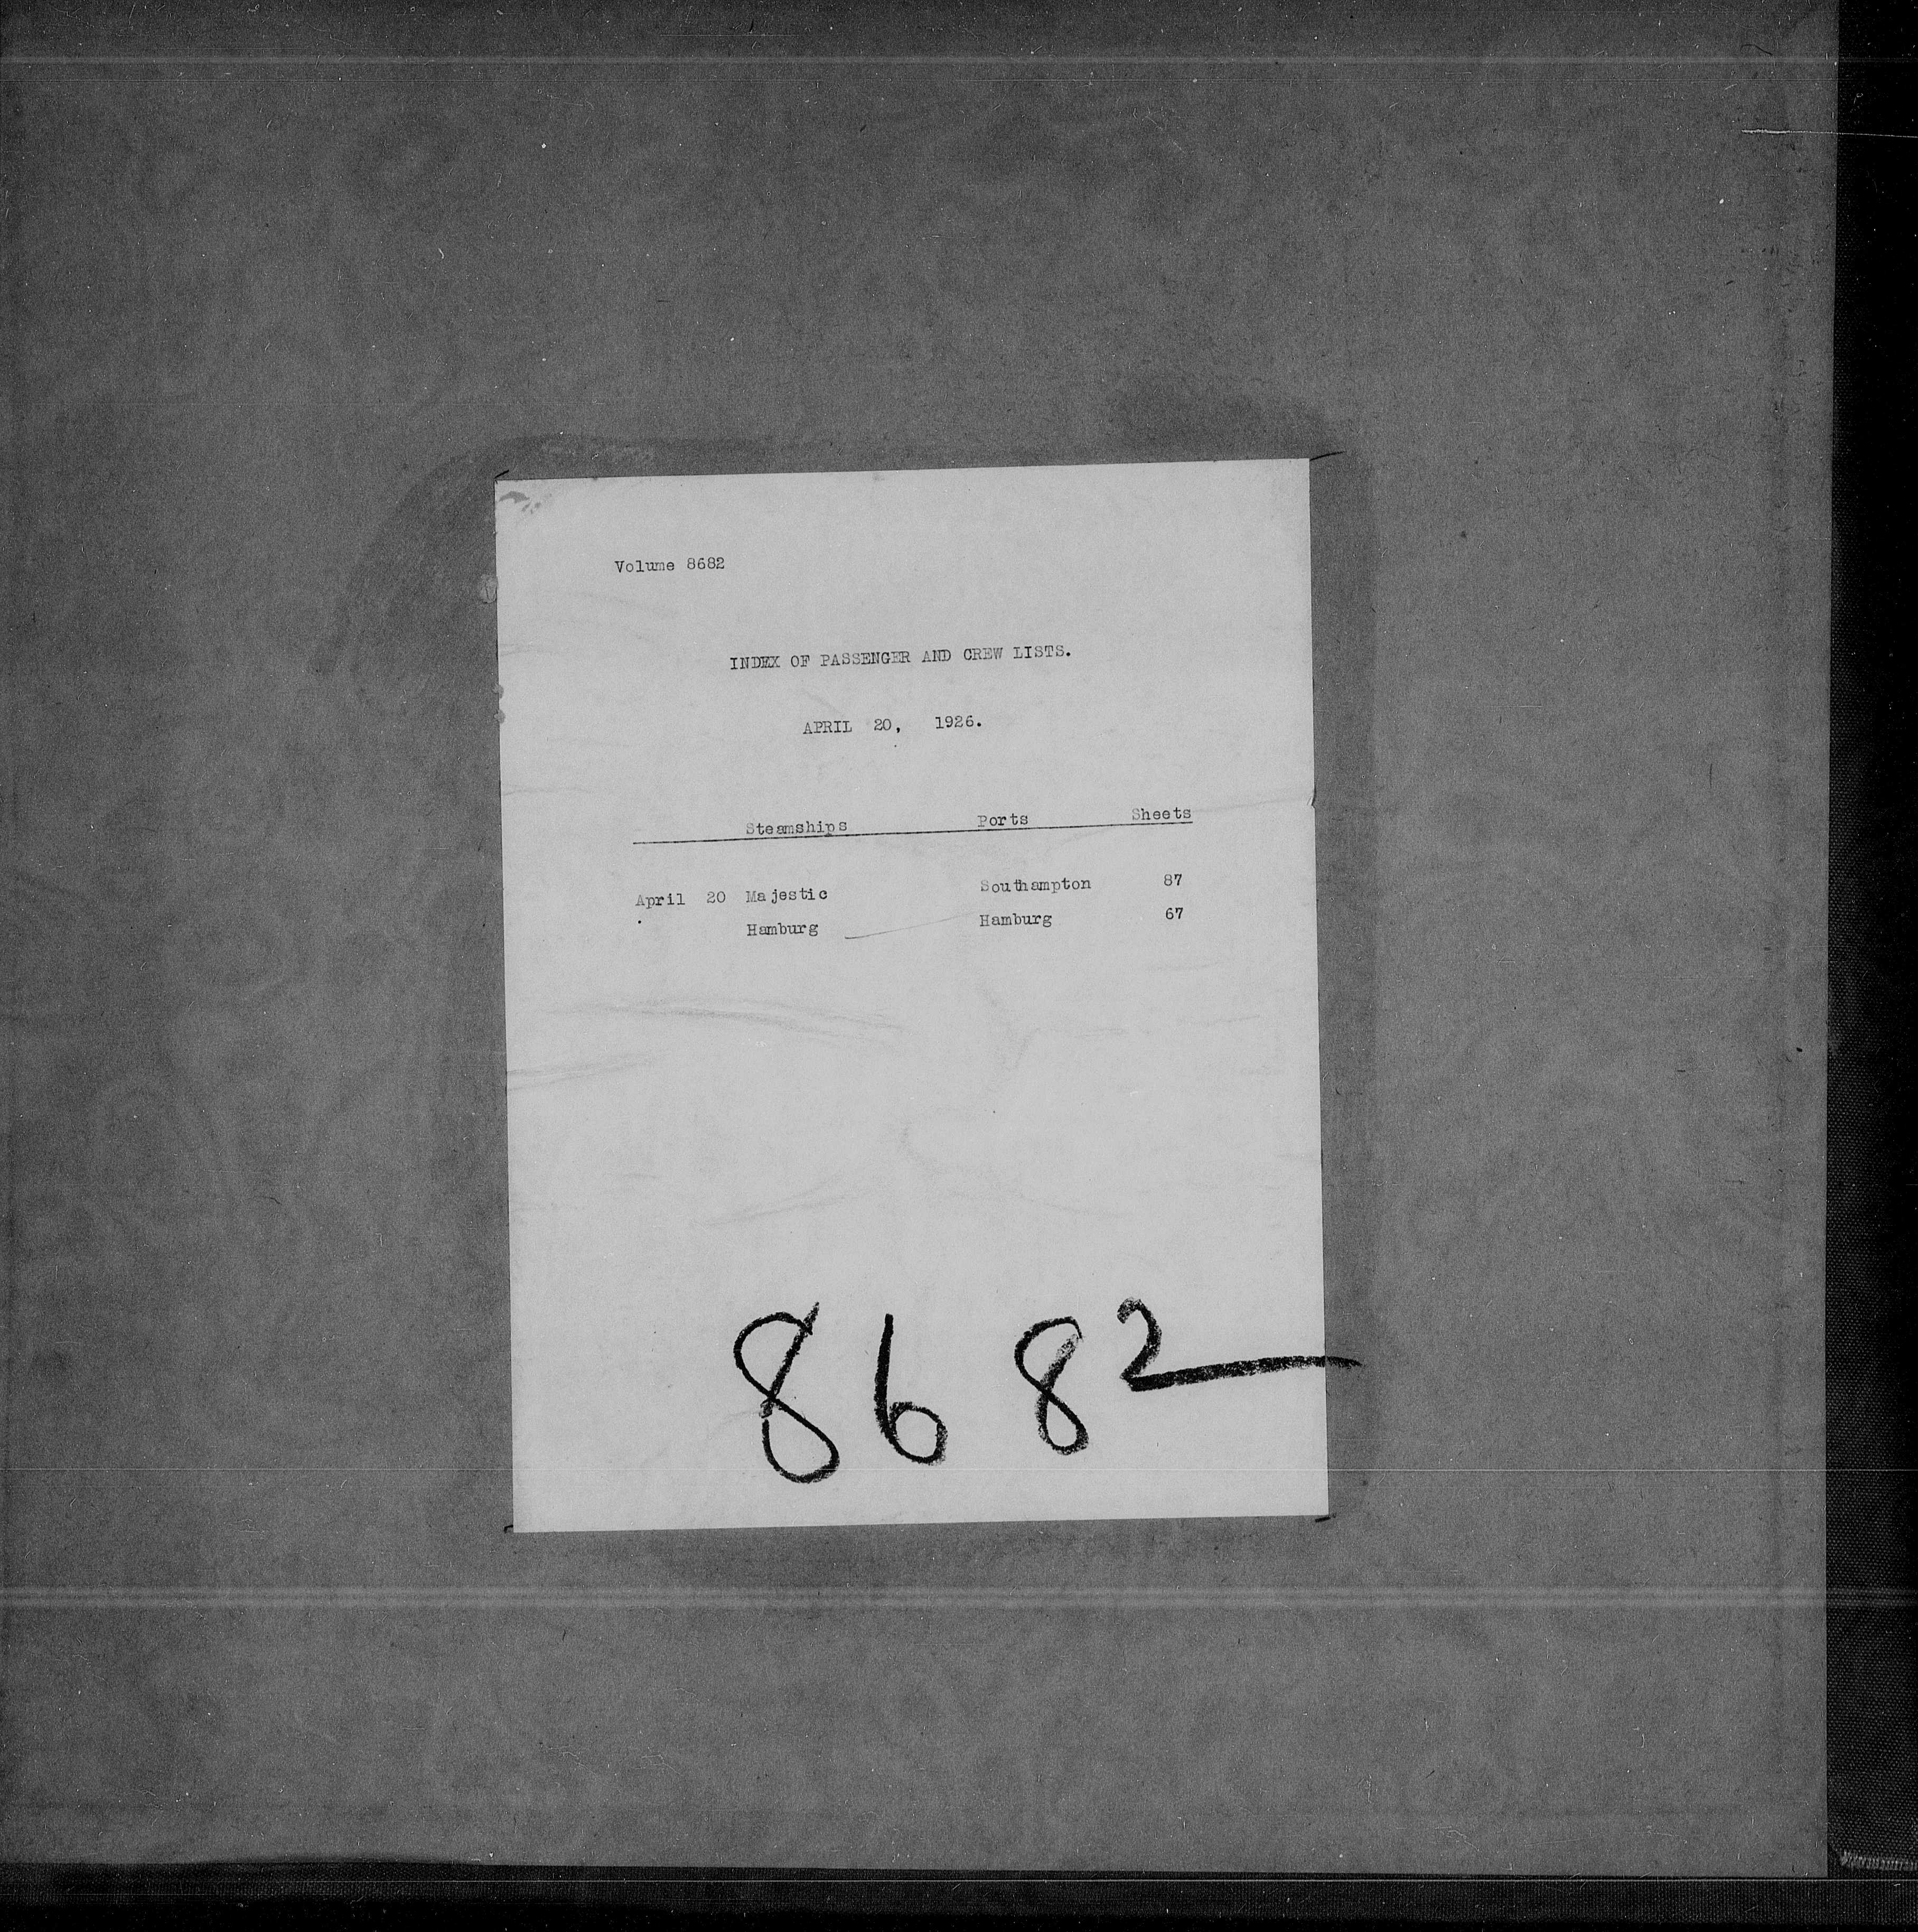 Volume 8682
INDEX OF PASSENGER AND CREW LISTS.
APRIL 20, 1926.
Steamships Ports Sheets
April 20 Majestic Southampton 87
Hamburg Hamburg 67
8682